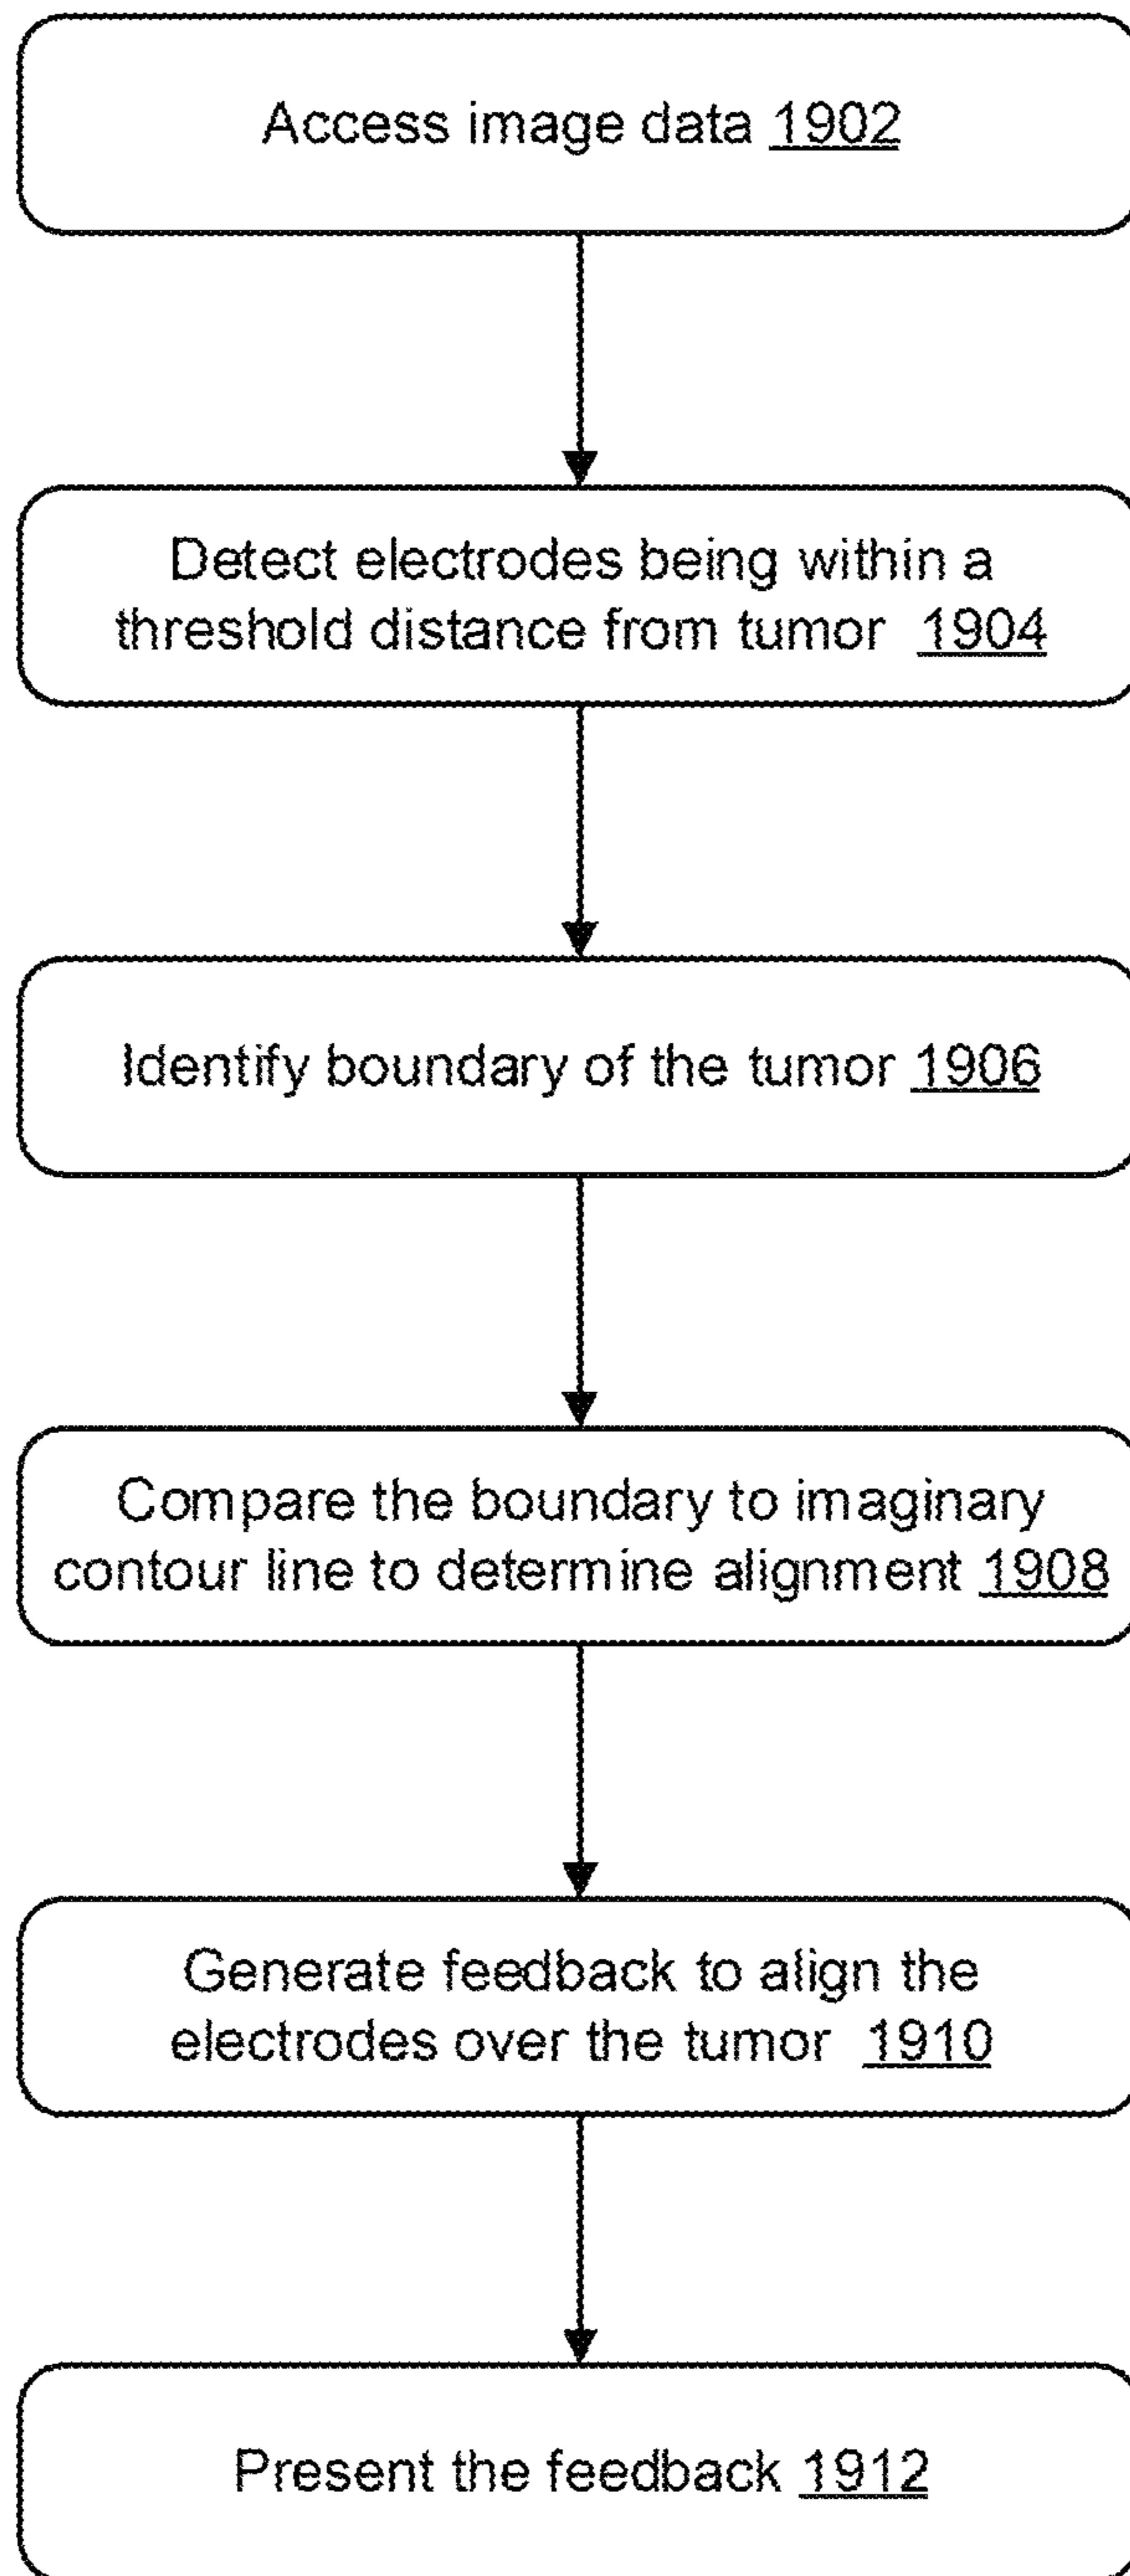 Access image data 1902
Detect electrodes being within a
threshold distance from tumor 1904
Identify boundary of the tumor 1906
Compare the boundary to imaginary
contour line to determine alignment 1908
Generate feedback to align the
electrodes over the tumor 1910
Present the feedback 1912